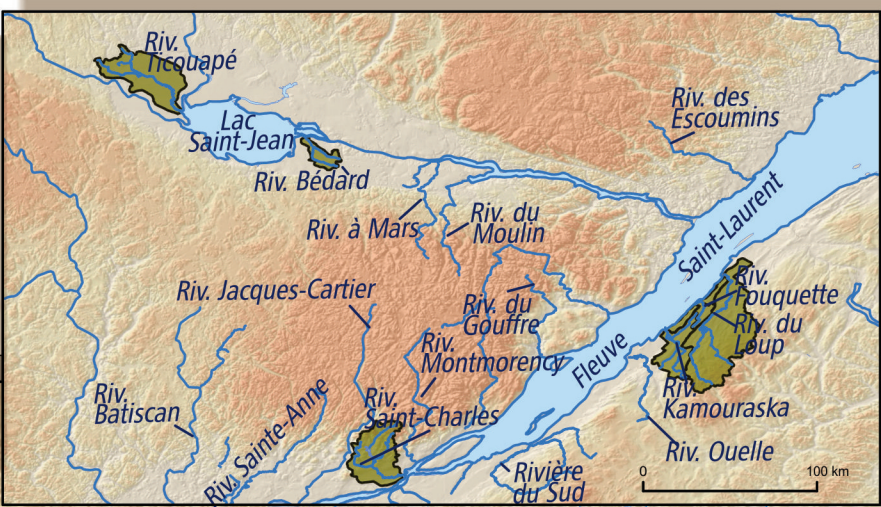 Riv.
Ticouapé
Lac
Saint-Jean
Riv. Bédard
Riv. des
Escoumins
Riv. à Mars
Riv. du
Moulin
Saint-Laurent
Fleuve
Riv. Jacques-Cartier
Riv. du
Gouffre
Riv.
Fouquette
Riv. du
Loup
Riv.
Montmorency
Riv.
Batiscan
Riv. Sainte-Anne
Riv.
Saint-Charles
Riv.
Kamouraska
Riv. Ouelle
Rivière
du Sud
0 100 km